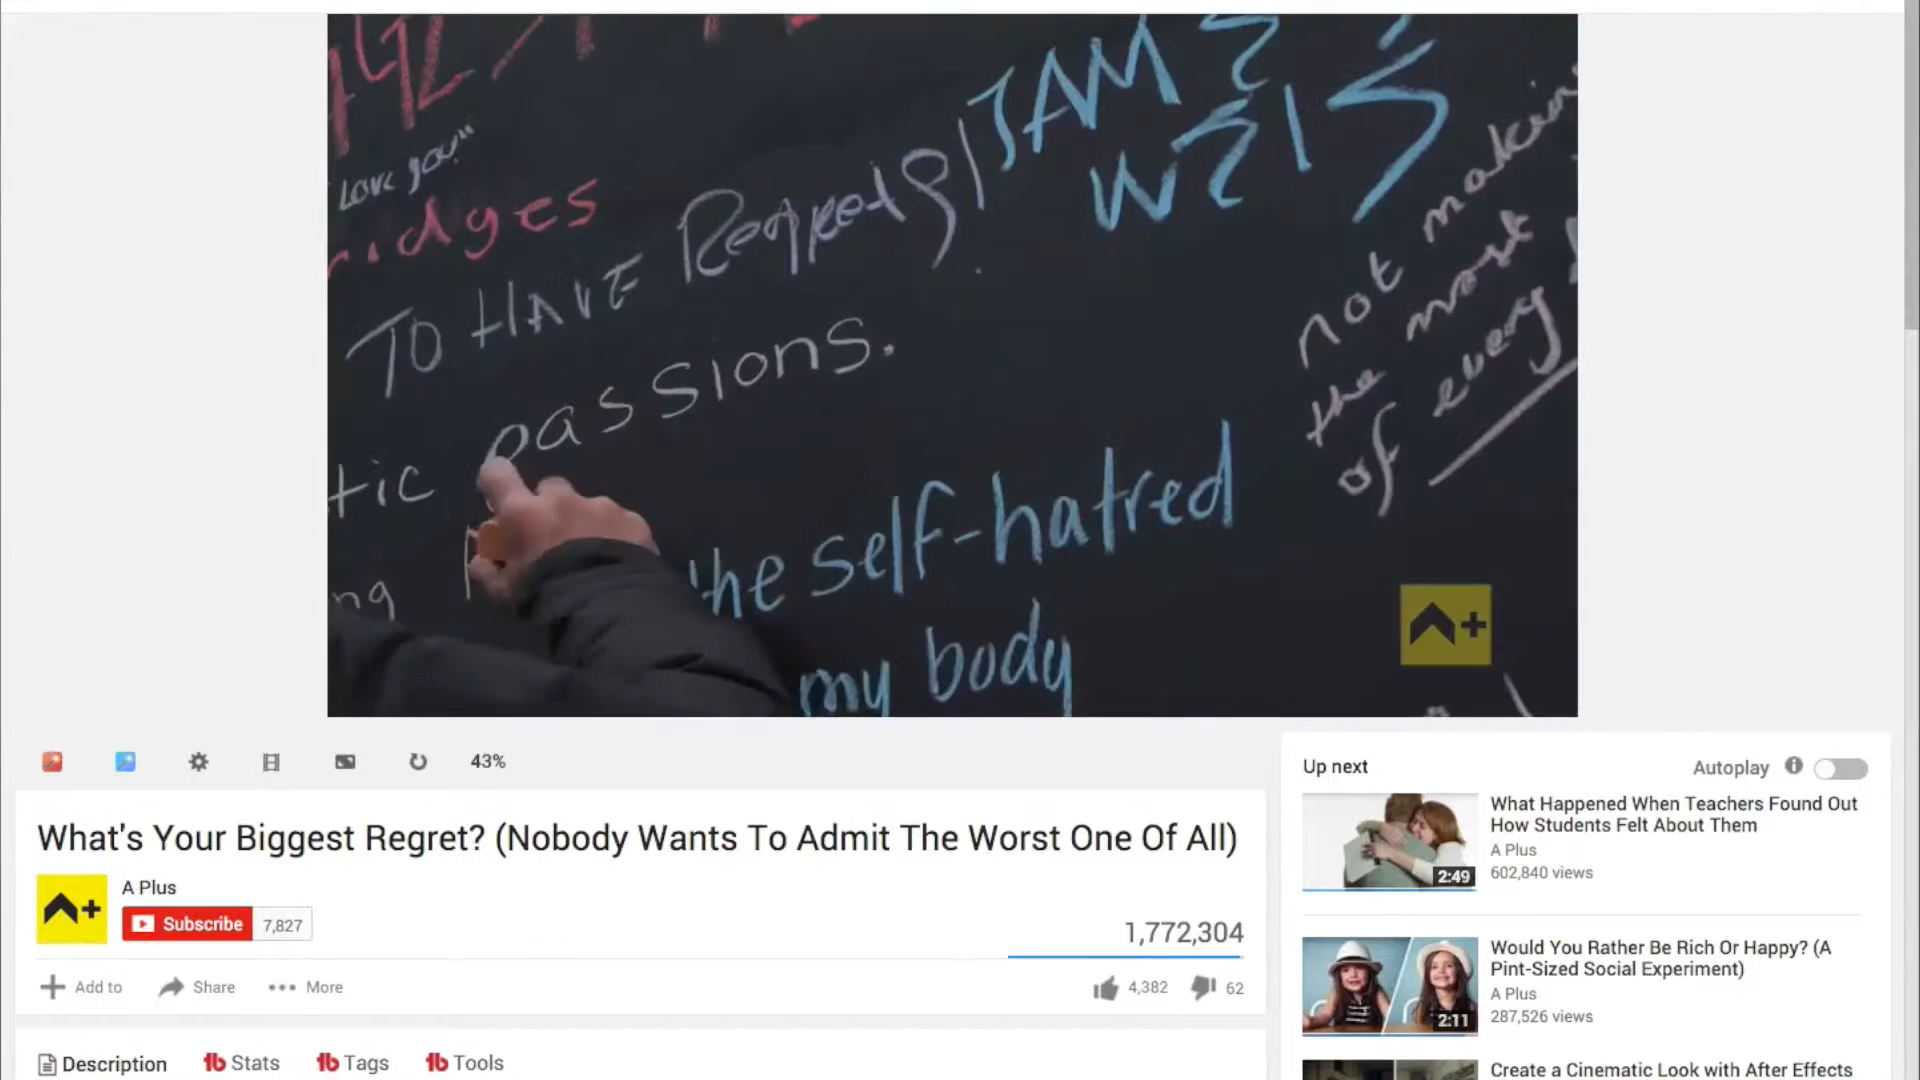 Love you"
TO HAVE Regrets!
passions.
tic
ng
JAM
not making
the most
of every
the self-hatred
my body
43%
What's Your Biggest Regret? (Nobody Wants To Admit The Worst One Of All)
A Plus
Subscribe 7,827
1,772,304
Add to Share More
4,382 62
Description Stats Tags Tools
Up next
Autoplay
What Happened When Teachers Found Out
How Students Felt About Them
A Plus
602,840 views
2:49
Would You Rather Be Rich Or Happy? (A
Pint-Sized Social Experiment)
A Plus
287,526 views
2:11
Create a Cinematic Look with After Effects